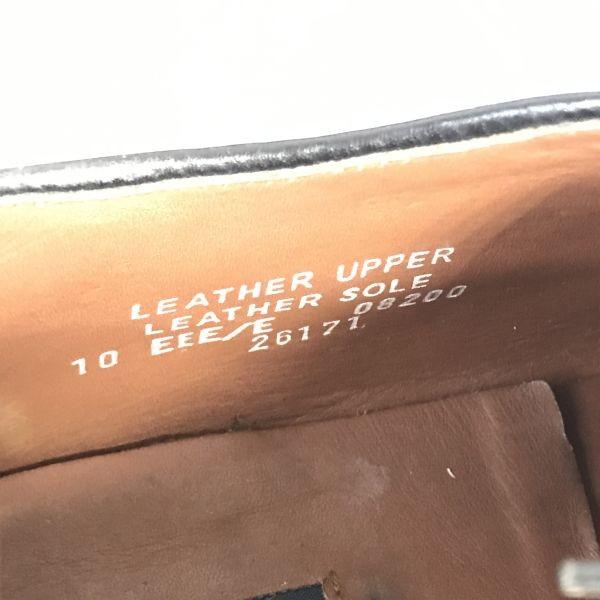 LEATHER UPPER
LEATHER SOLE
10 EEE/E 08200
26171